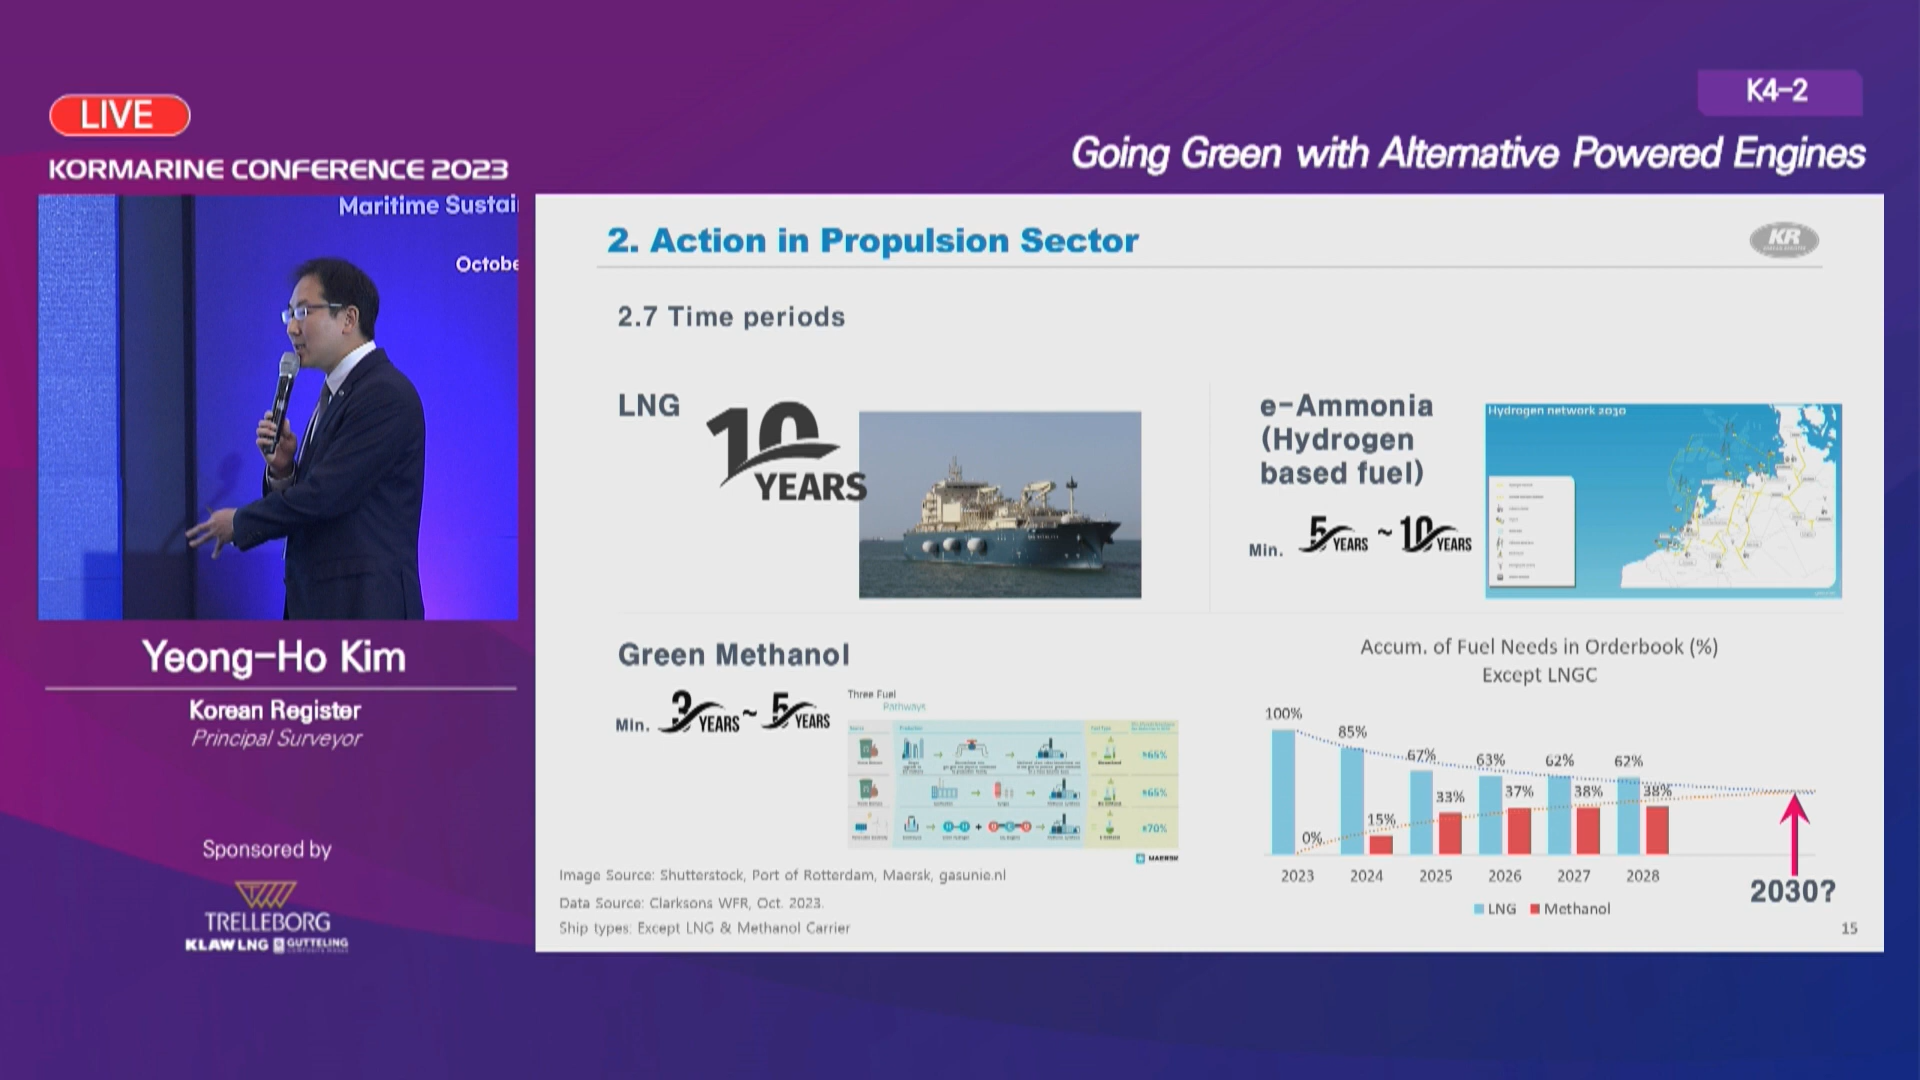 LIVE
KORMARINE CONFERENCE 2023
K4-2
Going Green with Alternative Powered Engines
Maritime Sustai
Octobe
Yeong-Ho Kim
Korean Register
Principal Surveyor
Sponsored by
TRELLEBORG
KLAW LNG GUTTELING
2. Action in Propulsion Sector
KR
2.7 Time periods
LNG
10 YEARS
e-Ammonia
(Hydrogen
based fuel)
Min. 5 YEARS ~ 10 YEARS
Hydrogen network 2030
Green Methanol
Min. 3 YEARS ~ 5 YEARS
Three Fuel
Pathways
65%
65%
70%
MAERSK
Accum. of Fuel Needs in Orderbook (%)
Except LNGC
100%
85%
67%
63%
62%
62%
0%
15%
33%
37%
38%
38%
2023
2024
2025
2026
2027
2028
2030?
LNG
Methanol
Image Source: Shutterstock, Port of Rotterdam, Maersk, gasunie.nl
Data Source: Clarksons WFR, Oct. 2023.
Ship types: Except LNG & Methanol Carrier
15